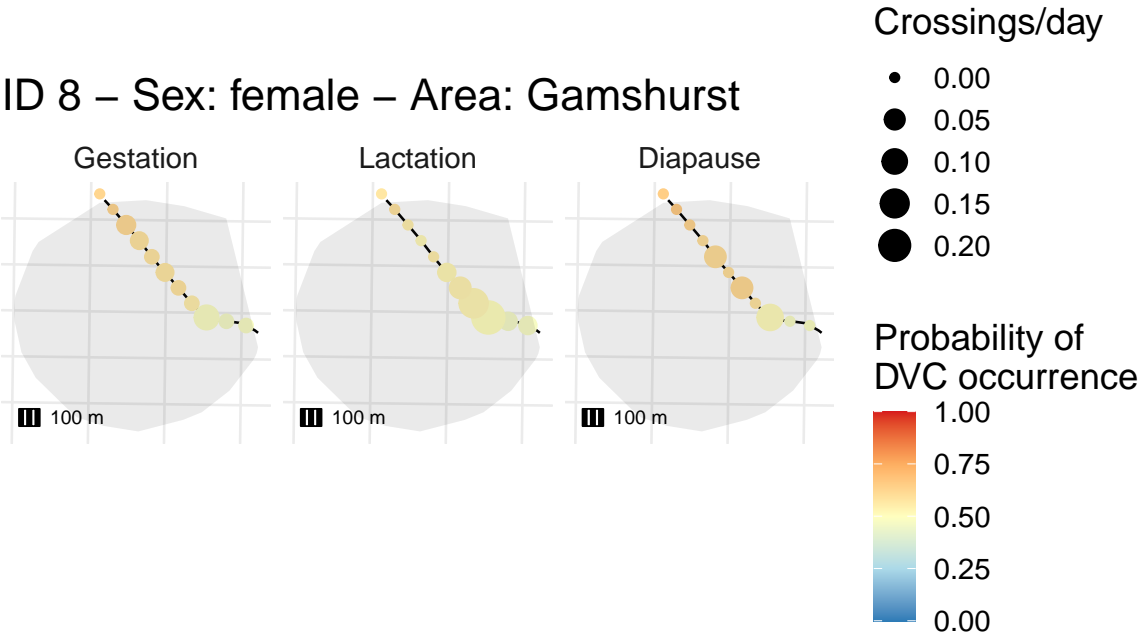 ID 8 – Sex: female – Area: Gamshurst
Gestation
Lactation
Diapause
100 m
100 m
100 m
Crossings/day
0.00
0.05
0.10
0.15
0.20
Probability of
DVC occurrence
1.00
0.75
0.50
0.25
0.00